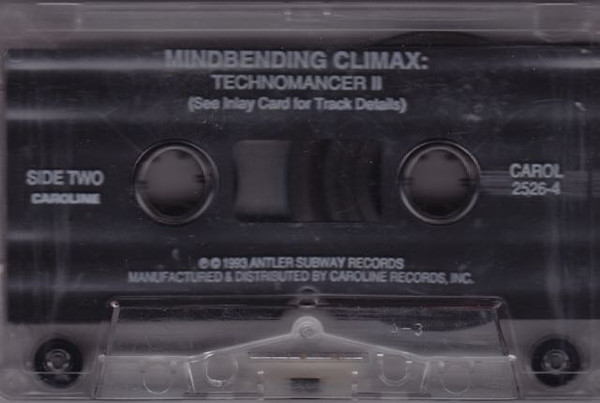 MINDBENDING CLIMAX:
TECHNOMANCER II
(See Inlay Card for Track Details)
SIDE TWO
CAROLINE
CAROL
2526-4
℗ © 1993 ANTLER SUBWAY RECORDS
MANUFACTURED & DISTRIBUTED BY CAROLINE RECORDS, INC.
A-3